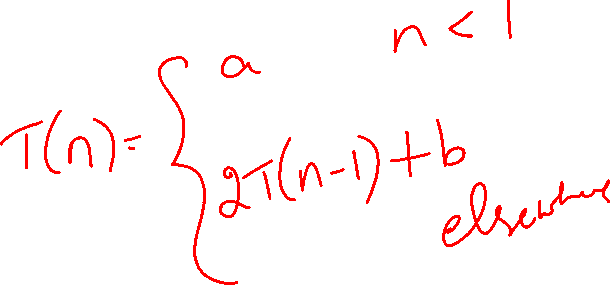 a n < 1
T(n) = {
2T(n-1) + b
elsewhere